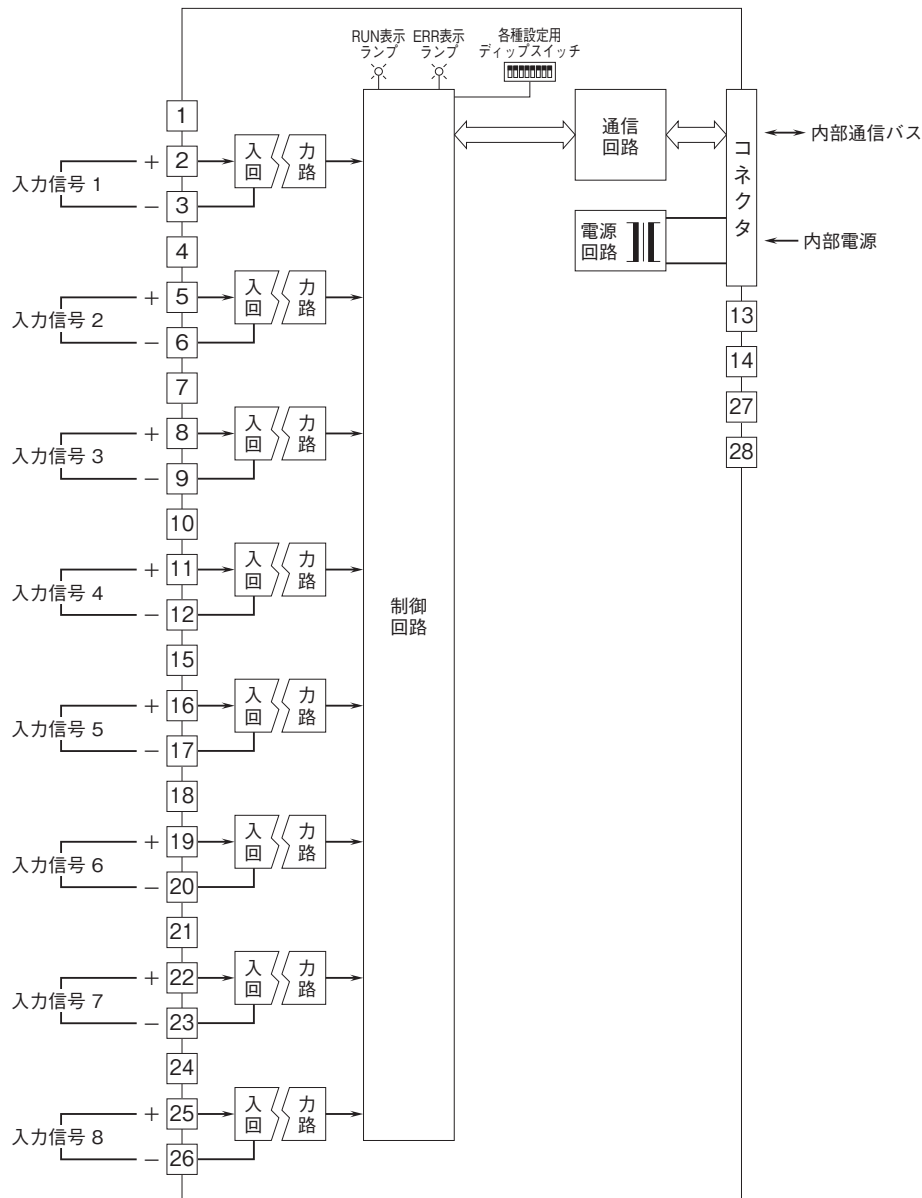 RUN表示
ランプ
ERR表示
ランプ
各種設定用
ディップスイッチ
通信
回路
コネクタ
内部通信バス
電源
回路
内部電源
13
14
27
28
制御
回路
1
入力信号 1
+ 2
− 3
入 力
回 路
4
入力信号 2
+ 5
− 6
入 力
回 路
7
入力信号 3
+ 8
− 9
入 力
回 路
10
入力信号 4
+ 11
− 12
入 力
回 路
15
入力信号 5
+ 16
− 17
入 力
回 路
18
入力信号 6
+ 19
− 20
入 力
回 路
21
入力信号 7
+ 22
− 23
入 力
回 路
24
入力信号 8
+ 25
− 26
入 力
回 路